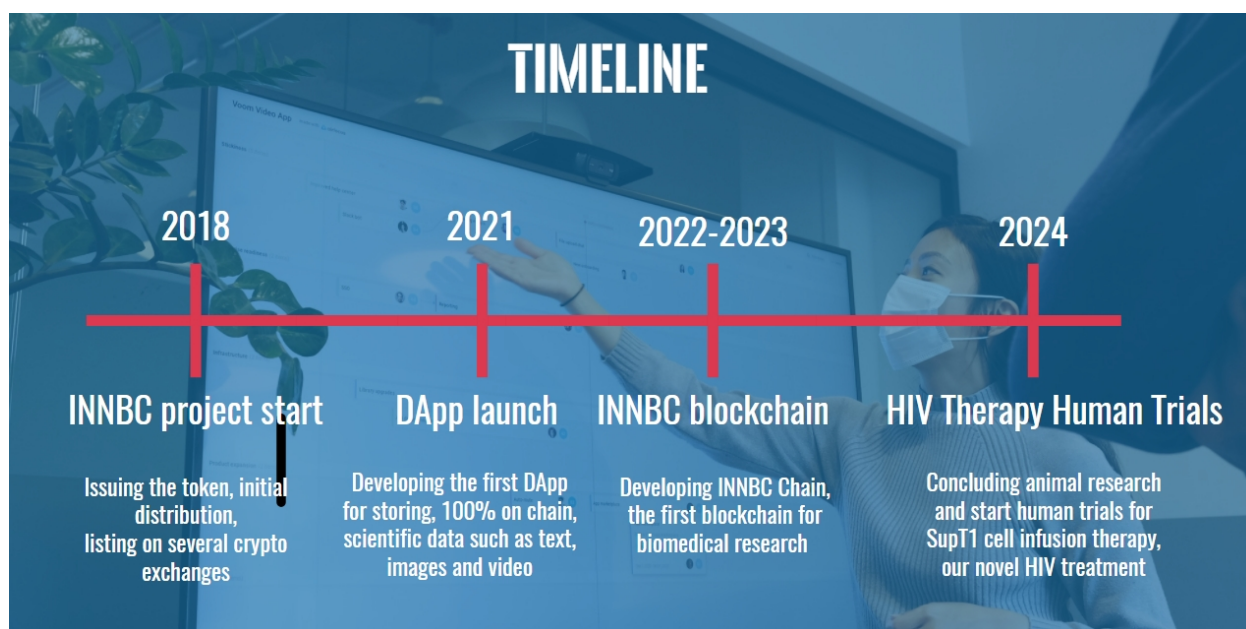 TIMELINE
2018
INNBC project start
Issuing the token, initial
distribution,
listing on several crypto
exchanges
2021
DApp launch
Developing the first DApp
for storing, 100% on chain,
scientific data such as text,
images and video
2022-2023
INNBC blockchain
Developing INNBC Chain,
the first blockchain for
biomedical research
2024
HIV Therapy Human Trials
Concluding animal research
and start human trials for
SupT1 cell infusion therapy,
our novel HIV treatment
Voom Video App